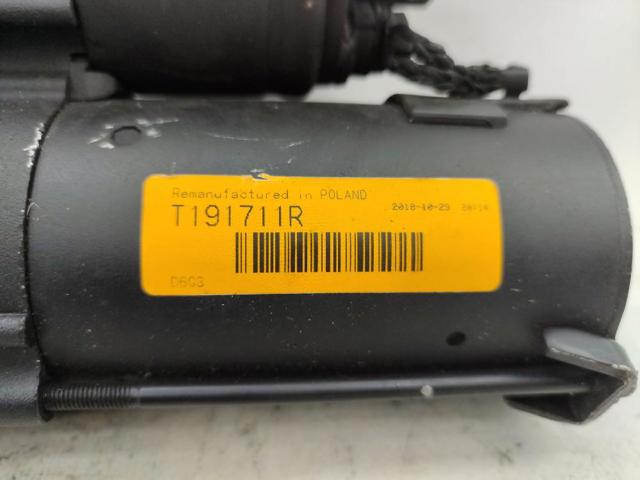 Remanufactured in POLAND
T191711R 2018-10-29
D6G3